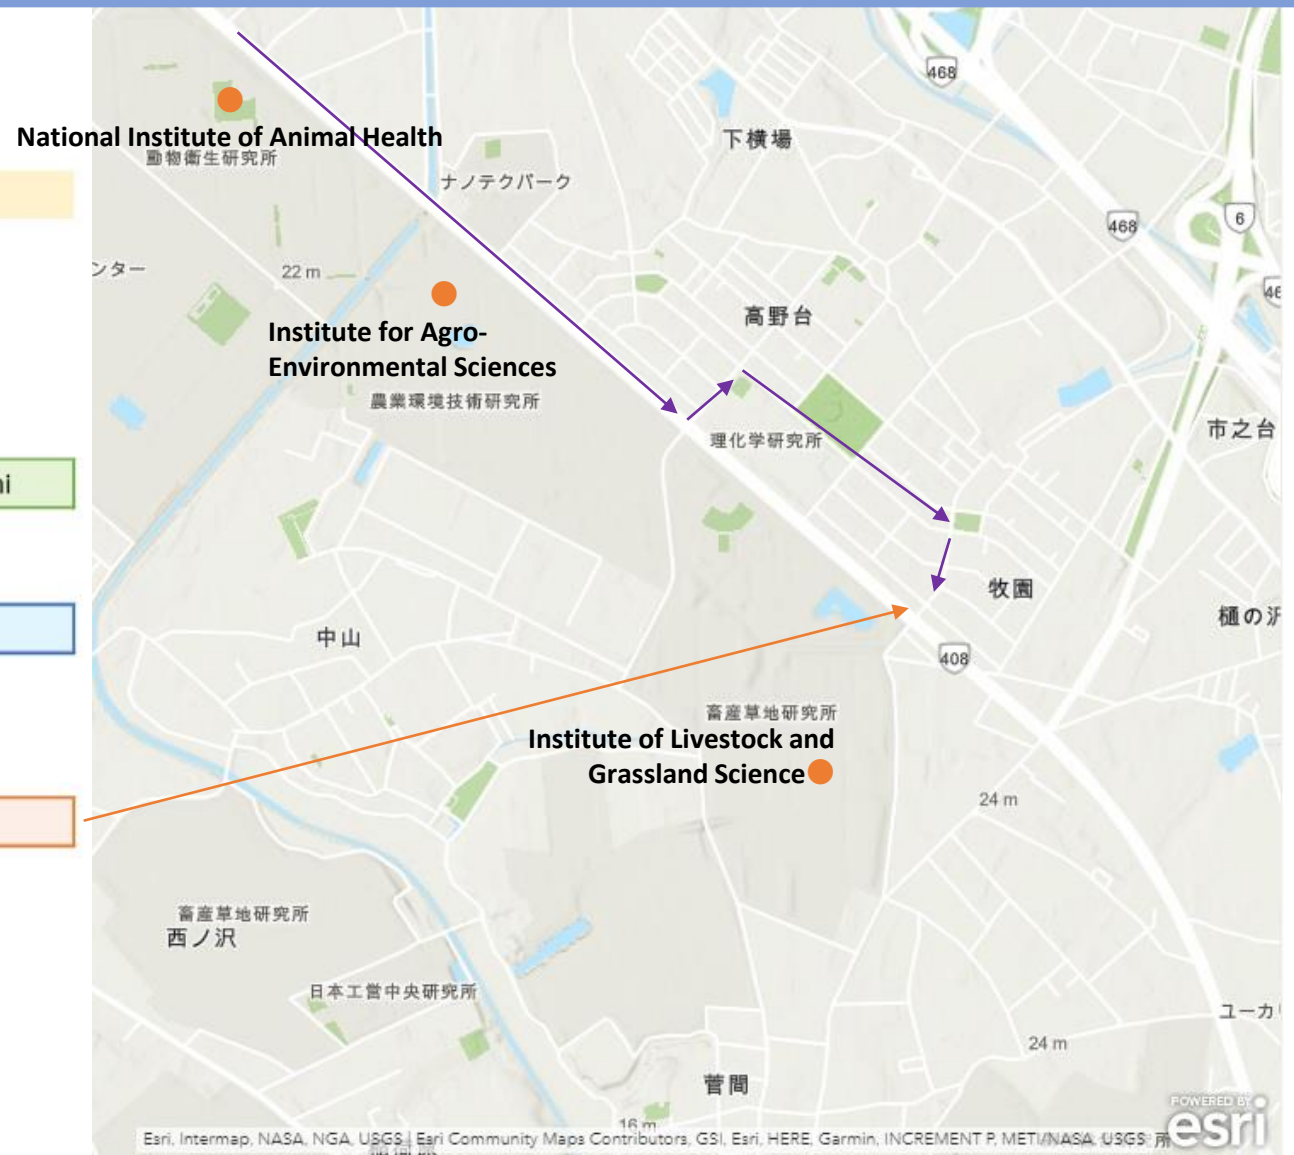 468
下横場
National Institute of Animal Health
動物衛生研究所
ナノテクパーク
468
6
ンター
22 m
46
高野台
Institute for Agro-
Environmental Sciences
農業環境技術研究所
理化学研究所
市之台
ni
牧園
樋の沢
中山
408
畜産草地研究所
Institute of Livestock and
Grassland Science
24 m
畜産草地研究所
西ノ沢
日本工営中央研究所
ユーカリ
24 m
菅間
16 m
POWERED BY
esri
Esri, Intermap, NASA, NGA, USGS | Esri Community Maps Contributors, GSI, Esri, HERE, Garmin, INCREMENT P, METI/NASA, USGS
所